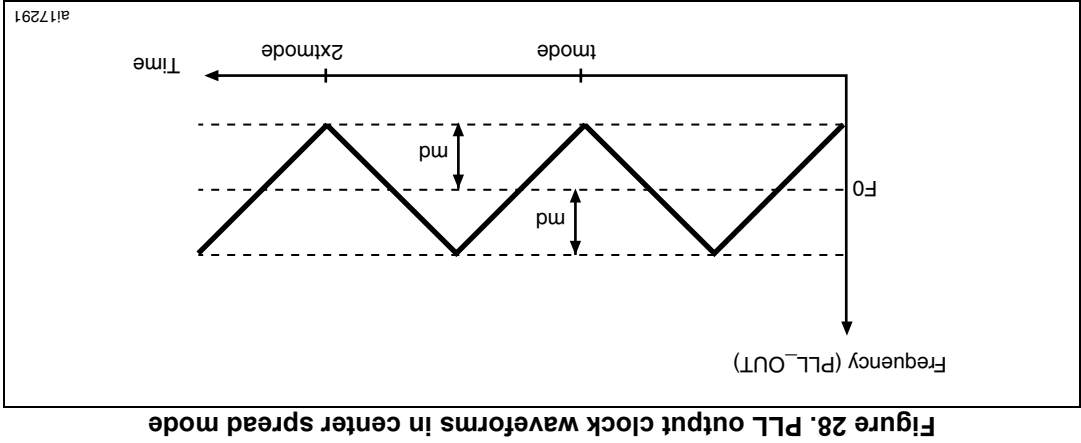 Figure 28. PLL output clock waveforms in center spread mode
Frequency (PLL_OUT)
md
F0
md
tmode
2xtmode
Time
ai17291